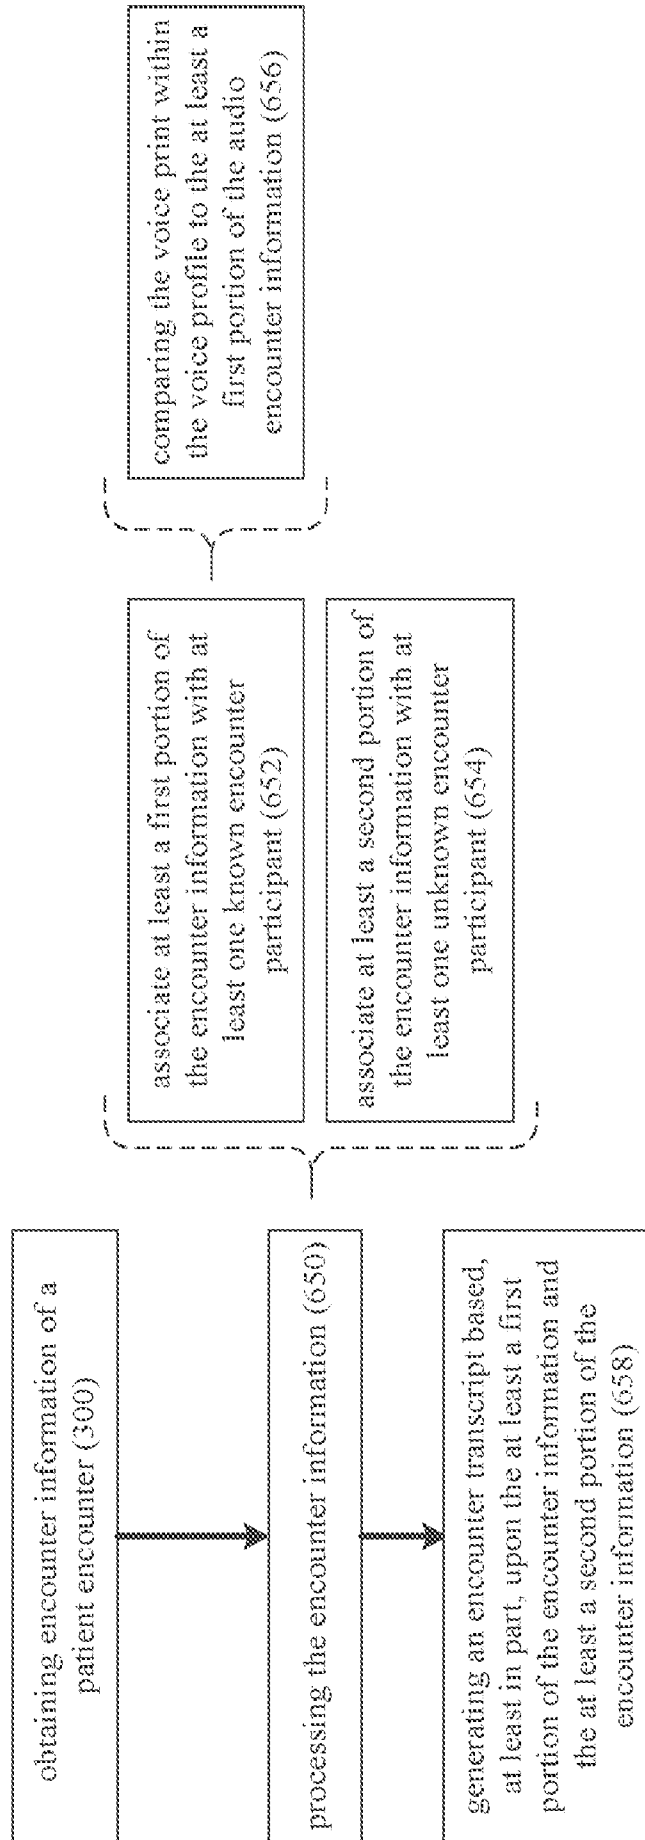 obtaining encounter information of a
patient encounter (300)
processing the encounter information (650)
generating an encounter transcript based,
at least in part, upon the at least a first
portion of the encounter information and
the at least a second portion of the
encounter information (658)
associate at least a first portion of
the encounter information with at
least one known encounter
participant (652)
associate at least a second portion of
the encounter information with at
least one unknown encounter
participant (654)
comparing the voice print within
the voice profile to the at least a
first portion of the audio
encounter information (656)